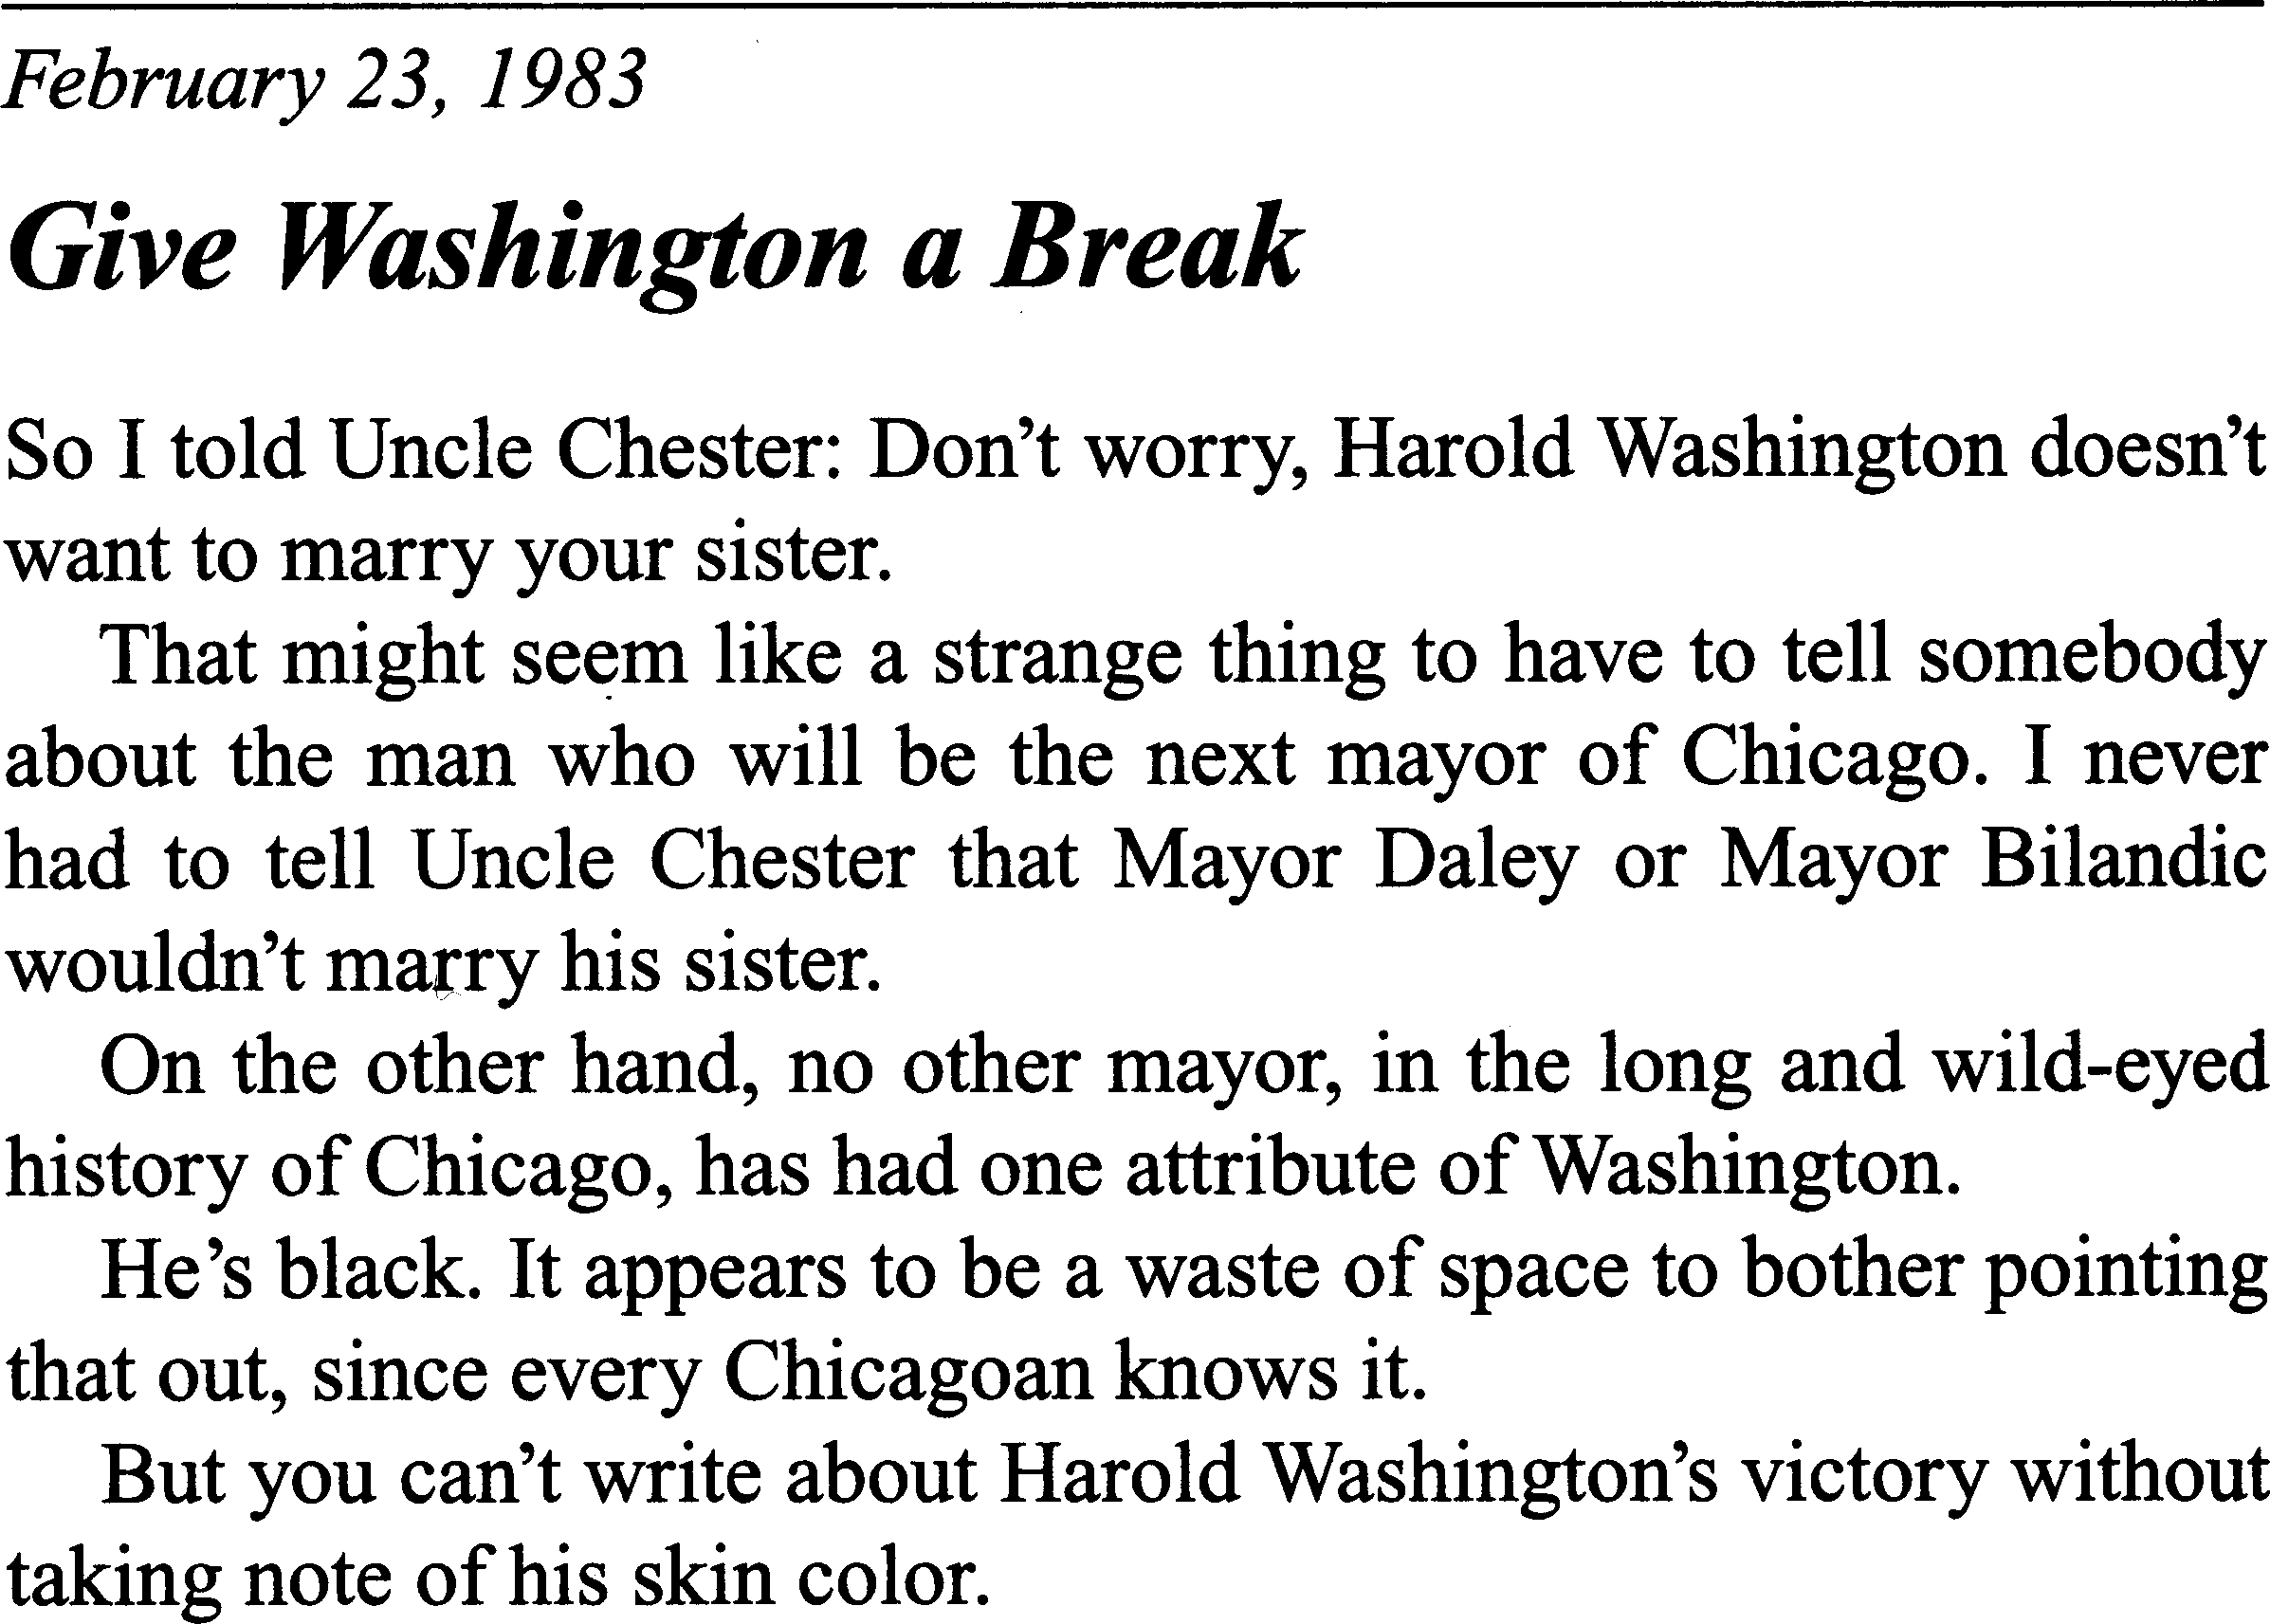 February 23, 1983
Give Washington a Break
So I told Uncle Chester: Don't worry, Harold Washington doesn't
want to marry your sister.
That might seem like a strange thing to have to tell somebody
about the man who will be the next mayor of Chicago. I never
had to tell Uncle Chester that Mayor Daley or Mayor Bilandic
wouldn't marry his sister.
On the other hand, no other mayor, in the long and wild-eyed
history of Chicago, has had one attribute of Washington.
He's black. It appears to be a waste of space to bother pointing
that out, since every Chicagoan knows it.
But you can't write about Harold Washington's victory without
taking note of his skin color.